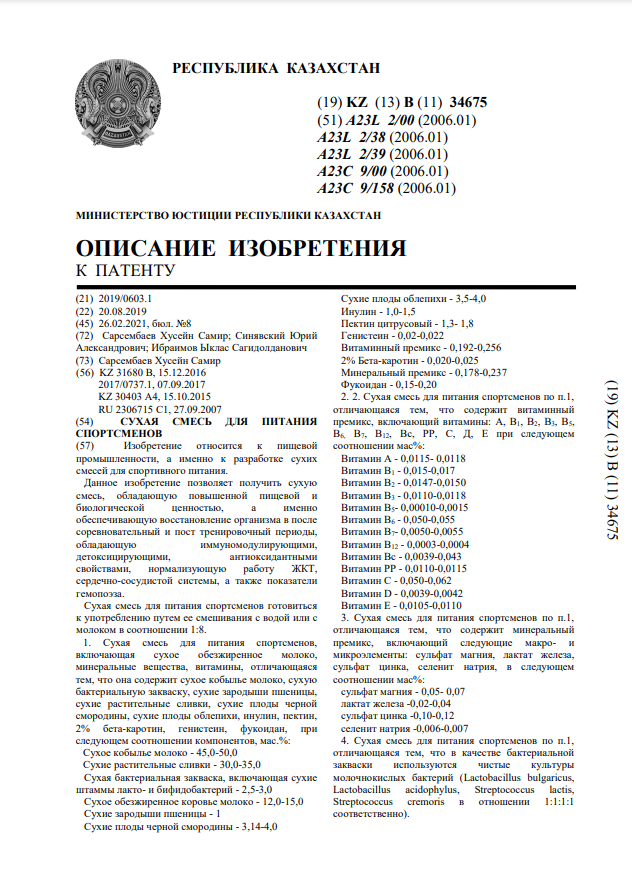 РЕСПУБЛИКА КАЗАХСТАН
(19) KZ (13) B (11) 34675
(51) A23L 2/00 (2006.01)
A23L 2/38 (2006.01)
A23L 2/39 (2006.01)
A23C 9/00 (2006.01)
A23C 9/158 (2006.01)
МИНИСТЕРСТВО ЮСТИЦИИ РЕСПУБЛИКИ КАЗАХСТАН
ОПИСАНИЕ ИЗОБРЕТЕНИЯ
К ПАТЕНТУ
(21) 2019/0603.1
(22) 20.08.2019
(45) 26.02.2021, бюл. №8
(72) Сарсембаев Хусейн Самир; Синявский Юрий
Александрович; Ибраимов Ыклас Сагидолданович
(73) Сарсембаев Хусейн Самир
(56) KZ 31680 B, 15.12.2016
2017/0737.1, 07.09.2017
KZ 30403 A4, 15.10.2015
RU 2306715 C1, 27.09.2007
(54) СУХАЯ СМЕСЬ ДЛЯ ПИТАНИЯ
СПОРТСМЕНОВ
(57) Изобретение относится к пищевой
промышленности, а именно к разработке сухих
смесей для спортивного питания.
Данное изобретение позволяет получить сухую
смесь, обладающую повышенной пищевой и
биологической ценностью, а именно
обеспечивающую восстановление организма в после
соревновательный и пост тренировочный периоды,
обладающую иммуномодулирующими,
детоксицирующими, антиоксидантными
свойствами, нормализующую работу ЖКТ,
сердечно-сосудистой системы, а также показатели
гемопоэза.
Сухая смесь для питания спортсменов готовиться
к употреблению путем ее смешивания с водой или с
молоком в соотношении 1:8.
1. Сухая смесь для питания спортсменов,
включающая сухое обезжиренное молоко,
минеральные вещества, витамины, отличающаяся
тем, что она содержит сухое кобылье молоко, сухую
бактериальную закваску, сухие зародыши пшеницы,
сухие растительные сливки, сухие плоды черной
смородины, сухие плоды облепихи, инулин, пектин,
2% бета-каротин, генистеин, фукоидан, при
следующем соотношении компонентов, мас.%:
Сухое кобылье молоко - 45,0-50,0
Сухие растительные сливки - 30,0-35,0
Сухая бактериальная закваска, включающая сухие
штаммы лакто- и бифидобактерий - 2,5-3,0
Сухое обезжиренное коровье молоко - 12,0-15,0
Сухие зародыши пшеницы - 1
Сухие плоды черной смородины - 3,14-4,0
Сухие плоды облепихи - 3,5-4,0
Инулин - 1,0-1,5
Пектин цитрусовый - 1,3- 1,8
Генистеин - 0,02-0,022
Витаминный премикс - 0,192-0,256
2% Бета-каротин - 0,020-0,025
Минеральный премикс - 0,178-0,237
Фукоидан - 0,15-0,20
2. 2. Сухая смесь для питания спортсменов по п.1,
отличающаяся тем, что содержит витаминный
премикс, включающий витамины: А, В₁, В₂, В₃, В₅,
В₆, В₇, В₁₂, Вс, РР, С, Д, Е при следующем
соотношении мас%:
Витамин А - 0,0115- 0,0118
Витамин В₁ - 0,015-0,017
Витамин В₂ - 0,0147-0,0150
Витамин В₃ - 0,0110-0,0118
Витамин В₅- 0,00010-0,0015
Витамин В₆ - 0,050-0,055
Витамин В₇- 0,0050-0,0055
Витамин В₁₂ - 0,0003-0,0004
Витамин Вс - 0,0039-0,043
Витамин РР - 0,0110-0,0115
Витамин С - 0,050-0,062
Витамин D - 0,0039-0,0042
Витамин Е - 0,0105-0,0110
3. Сухая смесь для питания спортсменов по п.1,
отличающаяся тем, что содержит минеральный
премикс, включающий следующие макро- и
микроэлементы: сульфат магния, лактат железа,
сульфат цинка, селенит натрия, в следующем
соотношении мас%:
сульфат магния - 0,05- 0,07
лактат железа -0,02-0,04
сульфат цинка -0,10-0,12
селенит натрия -0,006-0,007
4. Сухая смесь для питания спортсменов по п.1,
отличающаяся тем, что в качестве бактериальной
закваски используются чистые культуры
молочнокислых бактерий (Lactobacillus bulgaricus,
Lactobacillus acidophylus, Streptococcus lactis,
Streptococcus cremoris в отношении 1:1:1:1
соответственно).
(19) KZ (13) B (11) 34675